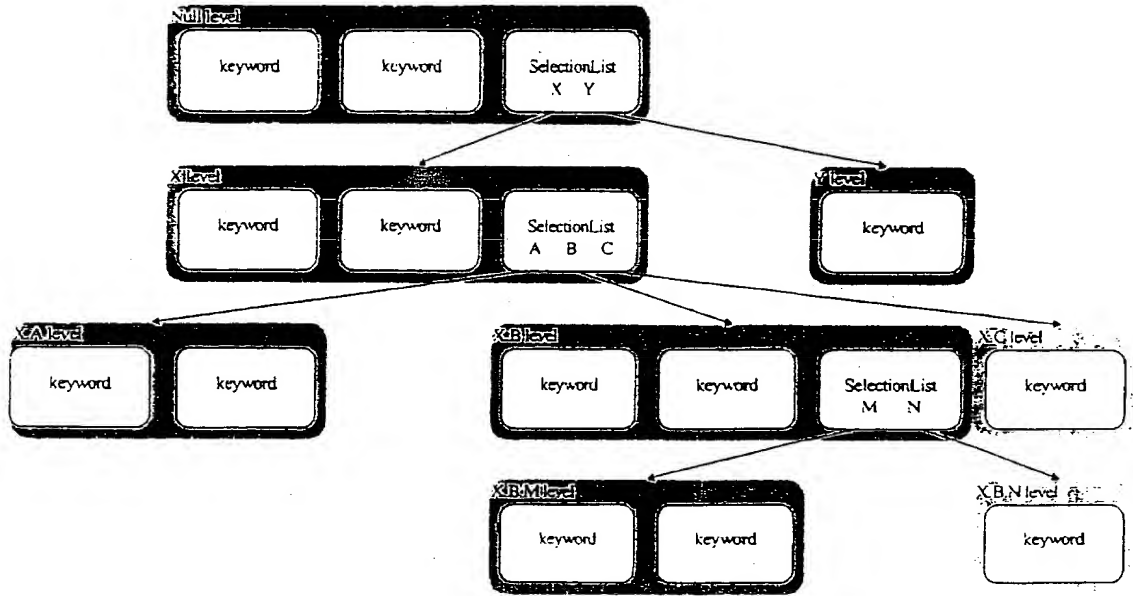 Null level
keyword keyword SelectionList
X Y
X level Y level
keyword keyword SelectionList keyword
A B C
X.A level X.B level X.C level
keyword keyword keyword keyword SelectionList keyword
M N
X.B.M level X.B.N level
keyword keyword keyword